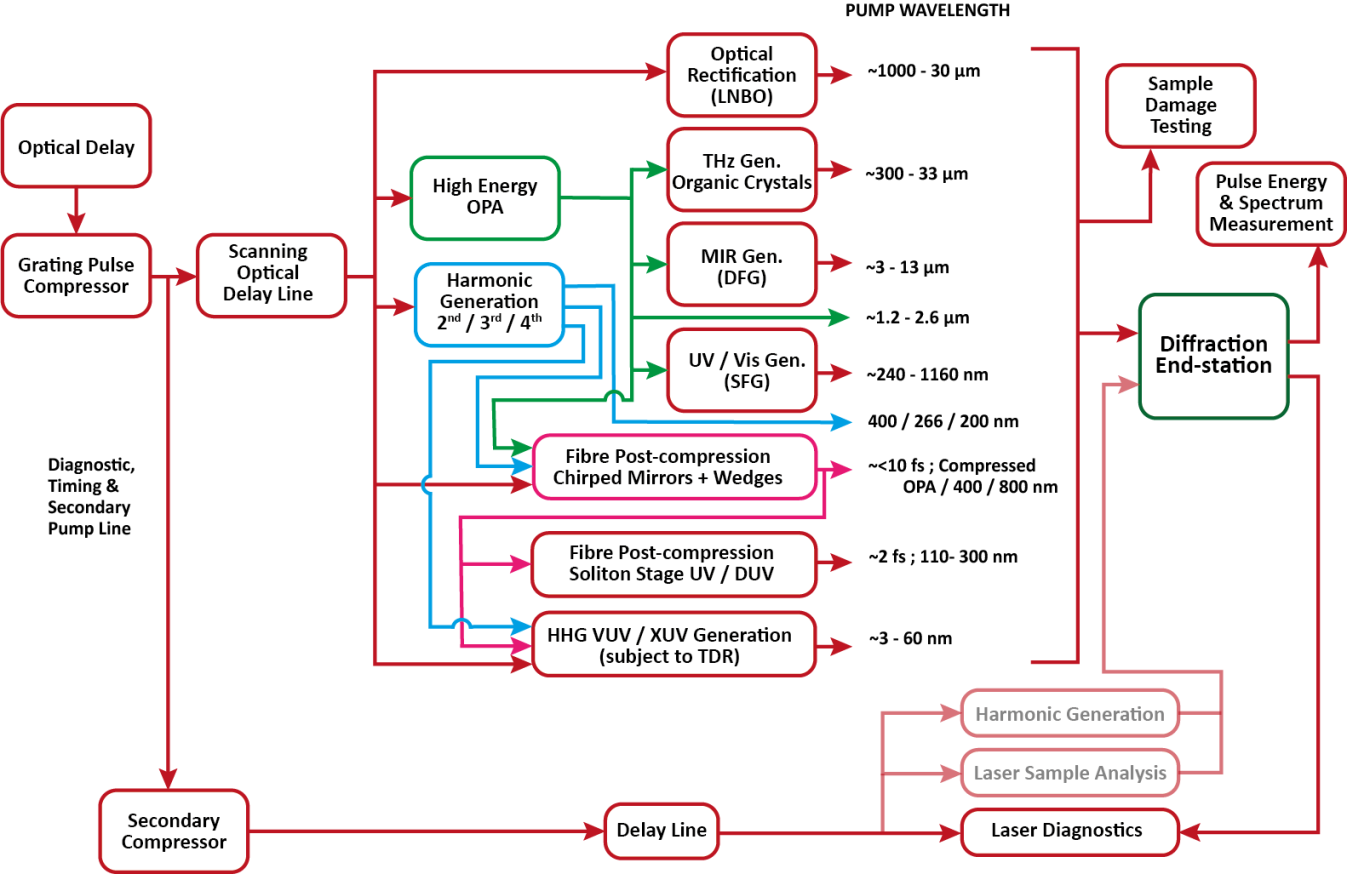 PUMP WAVELENGTH
Optical
Rectification
(LNBO)
~1000 - 30 µm
Sample
Damage
Testing
Optical Delay
High Energy
OPA
THz Gen.
Organic Crystals
~300 - 33 µm
Pulse Energy
& Spectrum
Measurement
Grating Pulse
Compressor
Scanning
Optical
Delay Line
Harmonic
Generation
2nd / 3rd / 4th
MIR Gen.
(DFG)
~3 - 13 µm
~1.2 - 2.6 µm
UV / Vis Gen.
(SFG)
~240 - 1160 nm
Diffraction
End-station
400 / 266 / 200 nm
Diagnostic,
Timing &
Secondary
Pump Line
Fibre Post-compression
Chirped Mirrors + Wedges
~<10 fs ; Compressed
OPA / 400 / 800 nm
Fibre Post-compression
Soliton Stage UV / DUV
~2 fs ; 110- 300 nm
HHG VUV / XUV Generation
(subject to TDR)
~3 - 60 nm
Harmonic Generation
Laser Sample Analysis
Secondary
Compressor
Delay Line
Laser Diagnostics